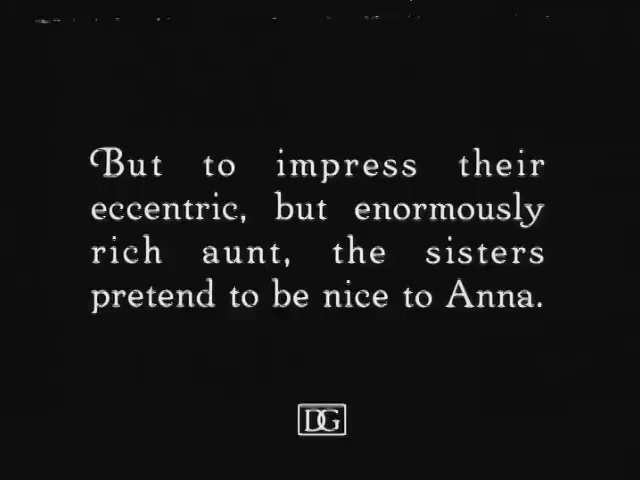 But to impress their
eccentric, but enormously
rich aunt, the sisters
pretend to be nice to Anna.
DG